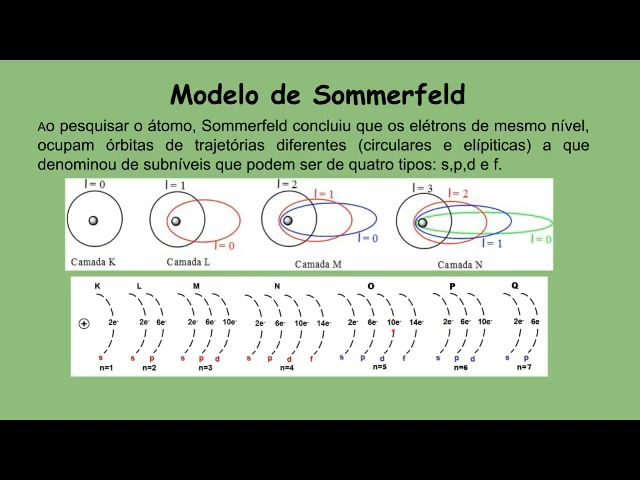 Modelo de Sommerfeld
Ao pesquisar o átomo, Sommerfeld concluiu que os elétrons de mesmo nível,
ocupam órbitas de trajetórias diferentes (circulares e elípiticas) a que
denominou de subníveis que podem ser de quatro tipos: s,p,d e f.
l = 0 l = 1 l = 2 l = 3
l = 1 l = 2
l = 0 l = 0 l = 1 l = 0
Camada K Camada L Camada M Camada N
K L M N O P Q
+ 2e- 2e- 6e- 2e- 6e- 10e- 2e- 6e- 10e- 14e- 2e- 6e- 10e- 14e- 2e- 6e- 10e- 2e- 6e
s s p s p d s p d f s p d f s p d s p
n=1 n=2 n=3 n=4 n=5 n=6 n=7